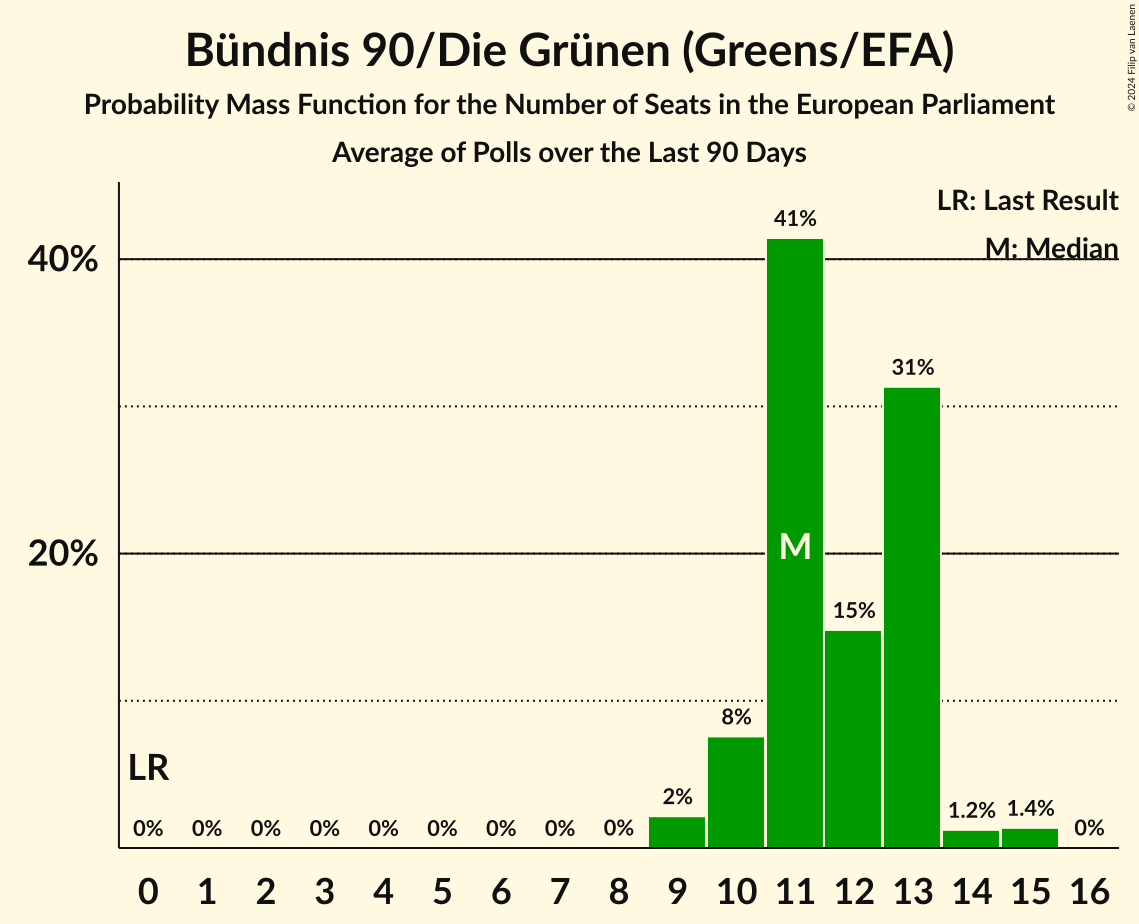 Bündnis 90/Die Grünen (Greens/EFA)
Probability Mass Function for the Number of Seats in the European Parliament
Average of Polls over the Last 90 Days
© 2024 Filip van Laenen
LR: Last Result
M: Median
40%
20%
41%
31%
M
15%
8%
LR
2%
1.2%
1.4%
0% 0% 0% 0% 0% 0% 0% 0% 0% 0%
0 1 2 3 4 5 6 7 8 9 10 11 12 13 14 15 16